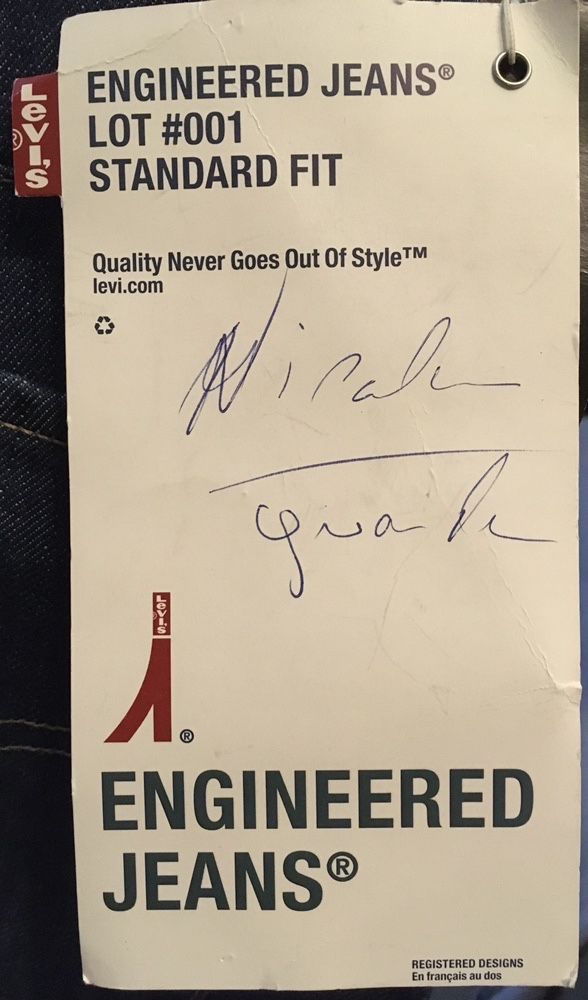 Levi's®
ENGINEERED JEANS®
LOT #001
STANDARD FIT
Quality Never Goes Out Of Style™
levi.com
Levi's
®
ENGINEERED
JEANS®
REGISTERED DESIGNS
En français au dos